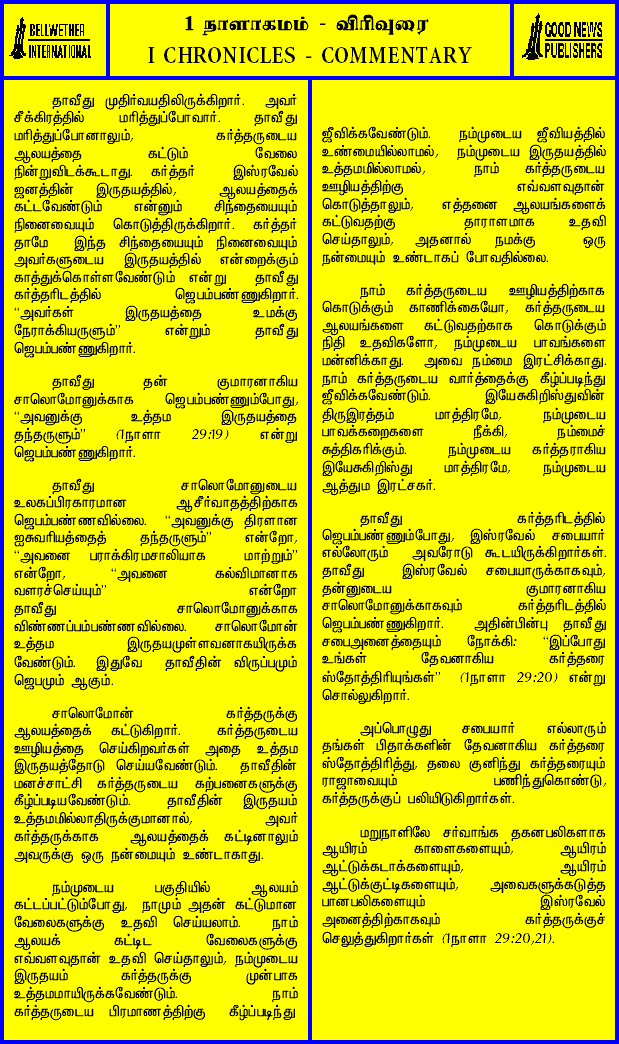 BELLWETHER
INTERNATIONAL
1 நாளாகமம் - விரிவுரை
I CHRONICLES - COMMENTARY
GOOD NEWS
PUBLISHERS
தாவீது முதிர்வயதிலிருக்கிறார். அவர்
சீக்கிரத்தில் மரித்துப்போவார். தாவீது
மரித்துப்போனாலும், கர்த்தருடைய
ஆலயத்தை கட்டும் வேலை
நின்றுவிடக்கூடாது. கர்த்தர் இஸ்ரவேல்
ஜனத்தின் இருதயத்தில், ஆலயத்தைக்
கட்டவேண்டும் என்னும் சிந்தையையும்
நினைவையும் கொடுத்திருக்கிறார். கர்த்தர்
தாமே இந்த சிந்தையையும் நினைவையும்
அவர்களுடைய இருதயத்தில் என்றைக்கும்
காத்துக்கொள்ளவேண்டும் என்று தாவீது
கர்த்தரிடத்தில் ஜெபம்பண்ணுகிறார்.
“அவர்கள் இருதயத்தை உமக்கு
நேராக்கியருளும்” என்றும் தாவீது
ஜெபம்பண்ணுகிறார்.
தாவீது தன் குமாரனாகிய
சாலொமோனுக்காக ஜெபம்பண்ணும்போது,
“அவனுக்கு உத்தம இருதயத்தை
தந்தருளும்” (1நாளா 29:19) என்று
ஜெபம்பண்ணுகிறார்.
தாவீது சாலொமோனுடைய
உலகப்பிரகாரமான ஆசீர்வாதத்திற்காக
ஜெபம்பண்ணவில்லை. “அவனுக்கு திரளான
ஐசுவரியத்தைத் தந்தருளும்” என்றோ,
“அவனை பராக்கிரமசாலியாக மாற்றும்”
என்றோ, “அவனை கல்விமானாக
வளரச்செய்யும்” என்றோ
தாவீது சாலொமோனுக்காக
விண்ணப்பம்பண்ணவில்லை. சாலொமோன்
உத்தம இருதயமுள்ளவனாகயிருக்க
வேண்டும். இதுவே தாவீதின் விருப்பமும்
ஜெபமும் ஆகும்.
சாலொமோன் கர்த்தருக்கு
ஆலயத்தைக் கட்டுகிறார். கர்த்தருடைய
ஊழியத்தை செய்கிறவர்கள் அதை உத்தம
இருதயத்தோடு செய்யவேண்டும். தாவீதின்
மனச்சாட்சி கர்த்தருடைய கற்பனைகளுக்கு
கீழ்ப்படியவேண்டும். தாவீதின் இருதயம்
உத்தமமில்லாதிருக்குமானால், அவர்
கர்த்தருக்காக ஆலயத்தைக் கட்டினாலும்
அவருக்கு ஒரு நன்மையும் உண்டாகாது.
நம்முடைய பகுதியில் ஆலயம்
கட்டப்பட்டும்போது, நாமும் அதன் கட்டுமான
வேலைகளுக்கு உதவி செய்யலாம். நாம்
ஆலயக் கட்டிட வேலைகளுக்கு
எவ்வளவுதான் உதவி செய்தாலும், நம்முடைய
இருதயம் கர்த்தருக்கு முன்பாக
உத்தமமாயிருக்கவேண்டும். நாம்
கர்த்தருடைய பிரமாணத்திற்கு கீழ்ப்படிந்து
ஜீவிக்கவேண்டும். நம்முடைய ஜீவியத்தில்
உண்மையில்லாமல், நம்முடைய இருதயத்தில்
உத்தமமில்லாமல், நாம் கர்த்தருடைய
ஊழியத்திற்கு எவ்வளவுதான்
கொடுத்தாலும், எத்தனை ஆலயங்களைக்
கட்டுவதற்கு தாராளமாக உதவி
செய்தாலும், அதனால் நமக்கு ஒரு
நன்மையும் உண்டாகப் போவதில்லை.
நாம் கர்த்தருடைய ஊழியத்திற்காக
கொடுக்கும் காணிக்கையோ, கர்த்தருடைய
ஆலயங்களை கட்டுவதற்காக கொடுக்கும்
நிதி உதவிகளோ, நம்முடைய பாவங்களை
மன்னிக்காது. அவை நம்மை இரட்சிக்காது.
நாம் கர்த்தருடைய வார்த்தைக்கு கீழ்ப்படிந்து
ஜீவிக்கவேண்டும். இயேசுகிறிஸ்துவின்
திருஇரத்தம் மாத்திரமே, நம்முடைய
பாவக்கறைகளை நீக்கி, நம்மைச்
சுத்திகரிக்கும். நம்முடைய கர்த்தராகிய
இயேசுகிறிஸ்து மாத்திரமே, நம்முடைய
ஆத்தும இரட்சகர்.
தாவீது கர்த்தரிடத்தில்
ஜெபம்பண்ணும்போது, இஸ்ரவேல் சபையார்
எல்லோரும் அவரோடு கூடயிருக்கிறார்கள்.
தாவீது இஸ்ரவேல் சபையாருக்காகவும்,
தன்னுடைய குமாரனாகிய
சாலொமோனுக்காகவும் கர்த்தரிடத்தில்
ஜெபம்பண்ணுகிறார். அதின்பின்பு தாவீது
சபைஅனைத்தையும் நோக்கி: “இப்போது
உங்கள் தேவனாகிய கர்த்தரை
ஸ்தோத்திரியுங்கள்” (1நாளா 29:20) என்று
சொல்லுகிறார்.
அப்பொழுது சபையார் எல்லாரும்
தங்கள் பிதாக்களின் தேவனாகிய கர்த்தரை
ஸ்தோத்திரித்து, தலை குனிந்து கர்த்தரையும்
ராஜாவையும் பணிந்துகொண்டு,
கர்த்தருக்குப் பலியிடுகிறார்கள்.
மறுநாளிலே சர்வாங்க தகனபலிகளாக
ஆயிரம் காளைகளையும், ஆயிரம்
ஆட்டுக்கடாக்களையும், ஆயிரம்
ஆட்டுக்குட்டிகளையும், அவைகளுக்கடுத்த
பானபலிகளையும் இஸ்ரவேல்
அனைத்திற்காகவும் கர்த்தருக்குச்
செலுத்துகிறார்கள் (1நாளா 29:20,21).